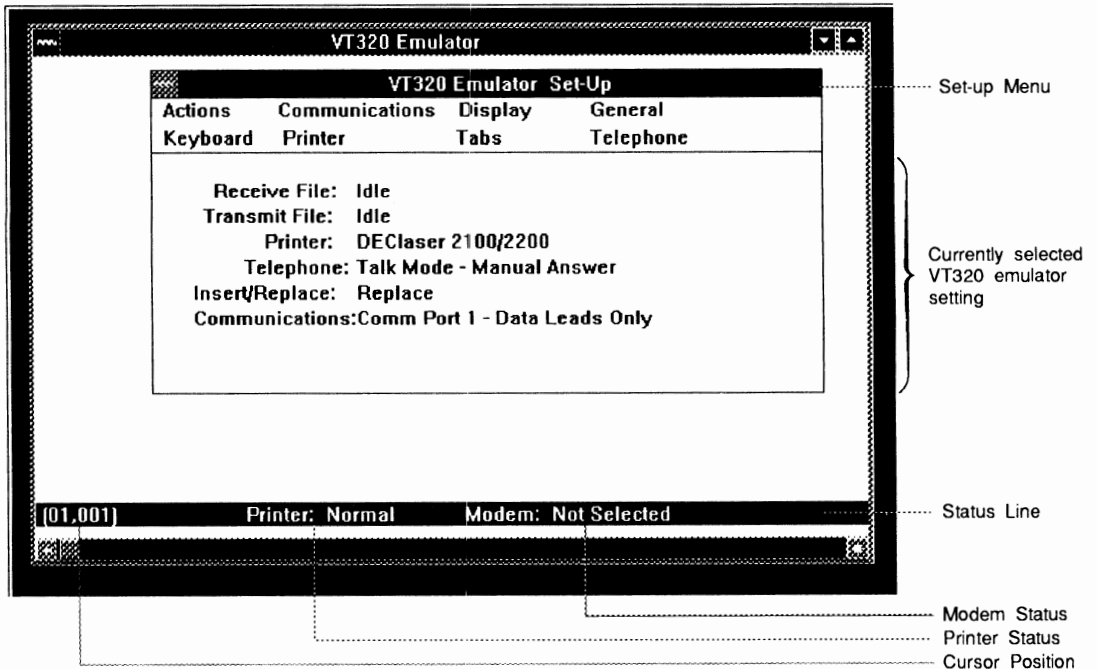 VT320 Emulator
VT320 Emulator Set-Up
Set-up Menu
Actions Communications Display General
Keyboard Printer Tabs Telephone
Receive File: Idle
Transmit File: Idle
Printer: DEClaser 2100/2200
Telephone: Talk Mode - Manual Answer
Insert/Replace: Replace
Communications:Comm Port 1 - Data Leads Only
Currently selected
VT320 emulator
setting
(01,001) Printer: Normal Modem: Not Selected
Status Line
Modem Status
Printer Status
Cursor Position